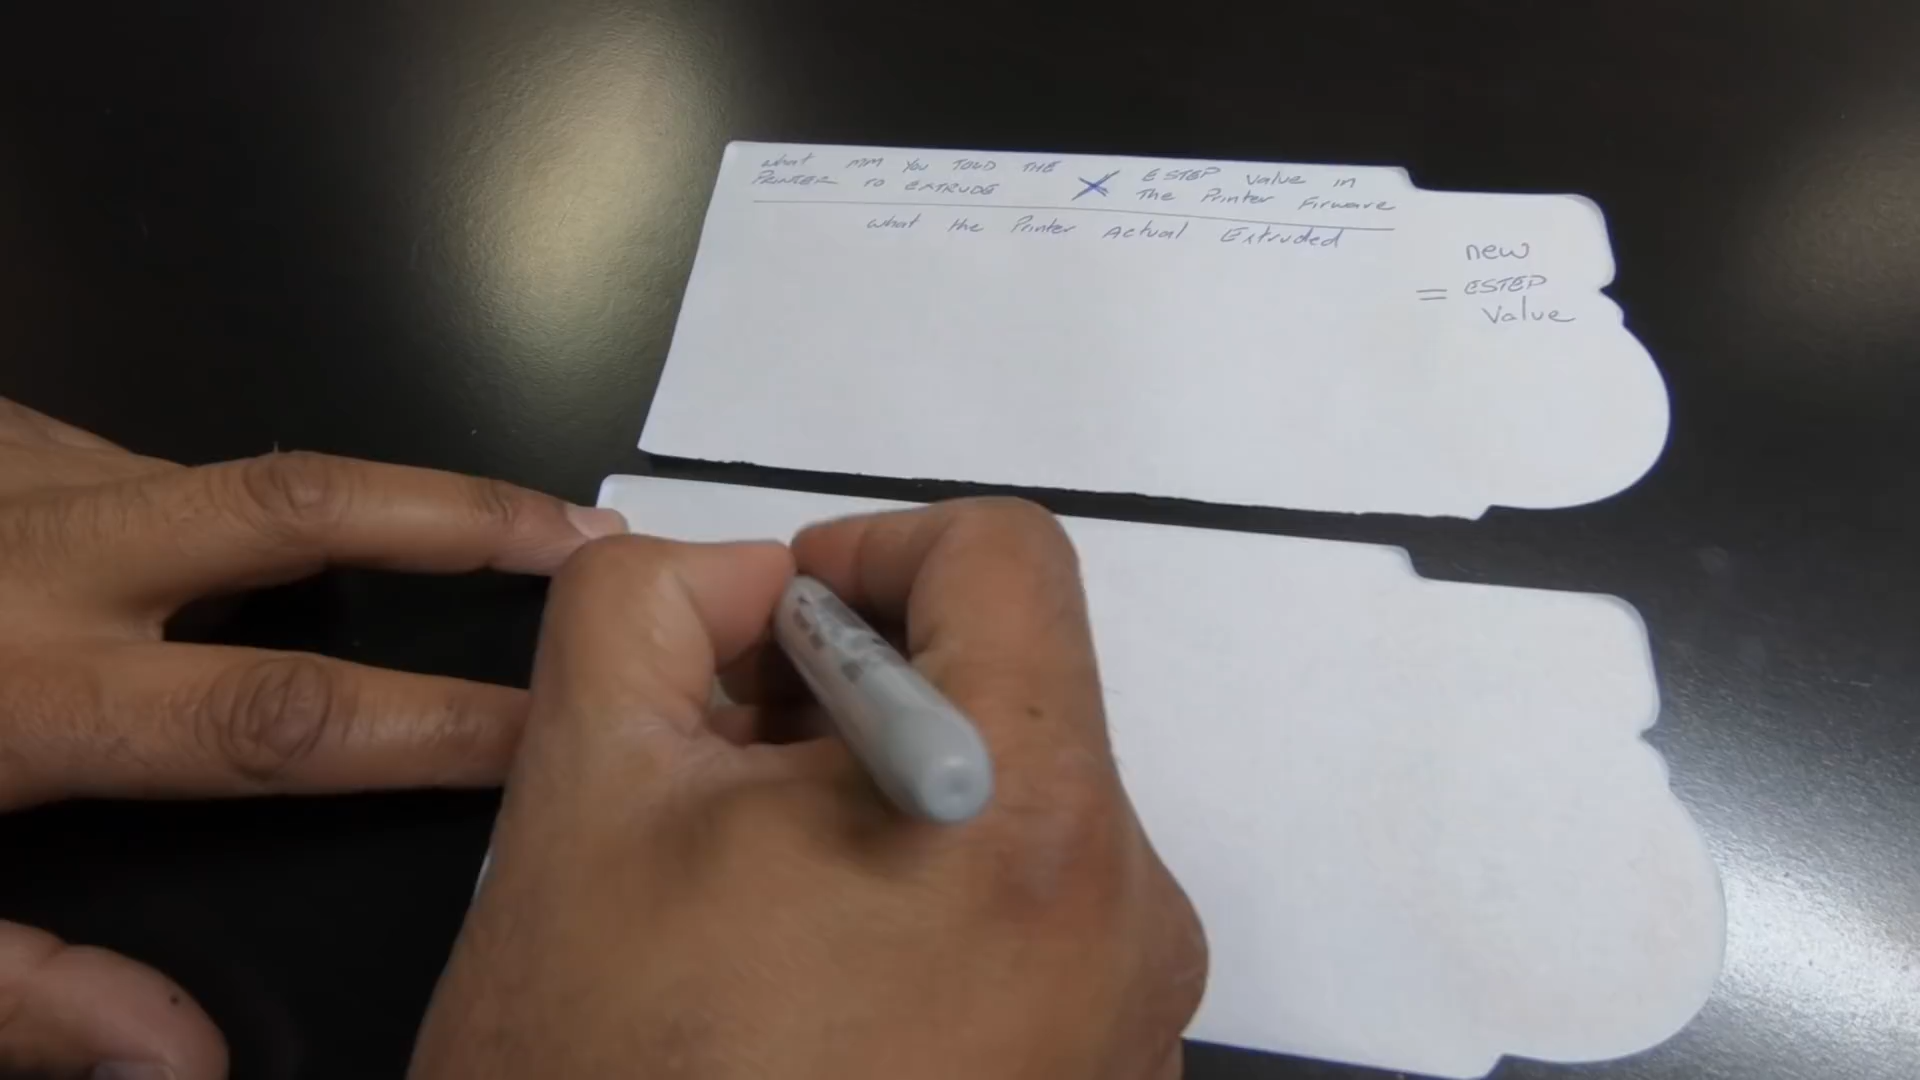 what mm you told the
Printer to extrude X ESTEP value in
the Printer Firware
what the Printer Actual Extruded
= new
ESTEP
Value